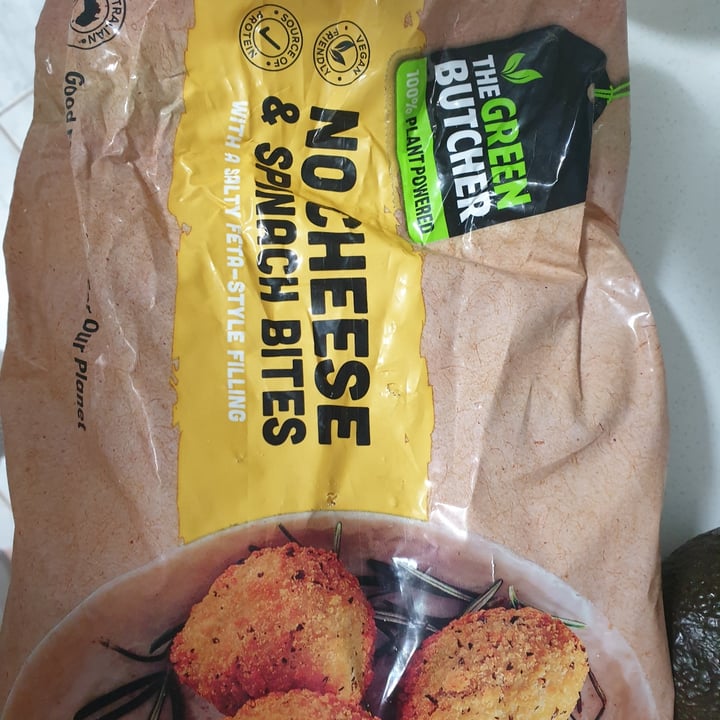 THE GREEN
BUTCHER
100% PLANT POWERED
VEGAN
FRIENDLY
SOURCE OF
PROTEIN
NO CHEESE
& SPINACH BITES
WITH A SALTY FETA-STYLE FILLING
Good
Our Planet